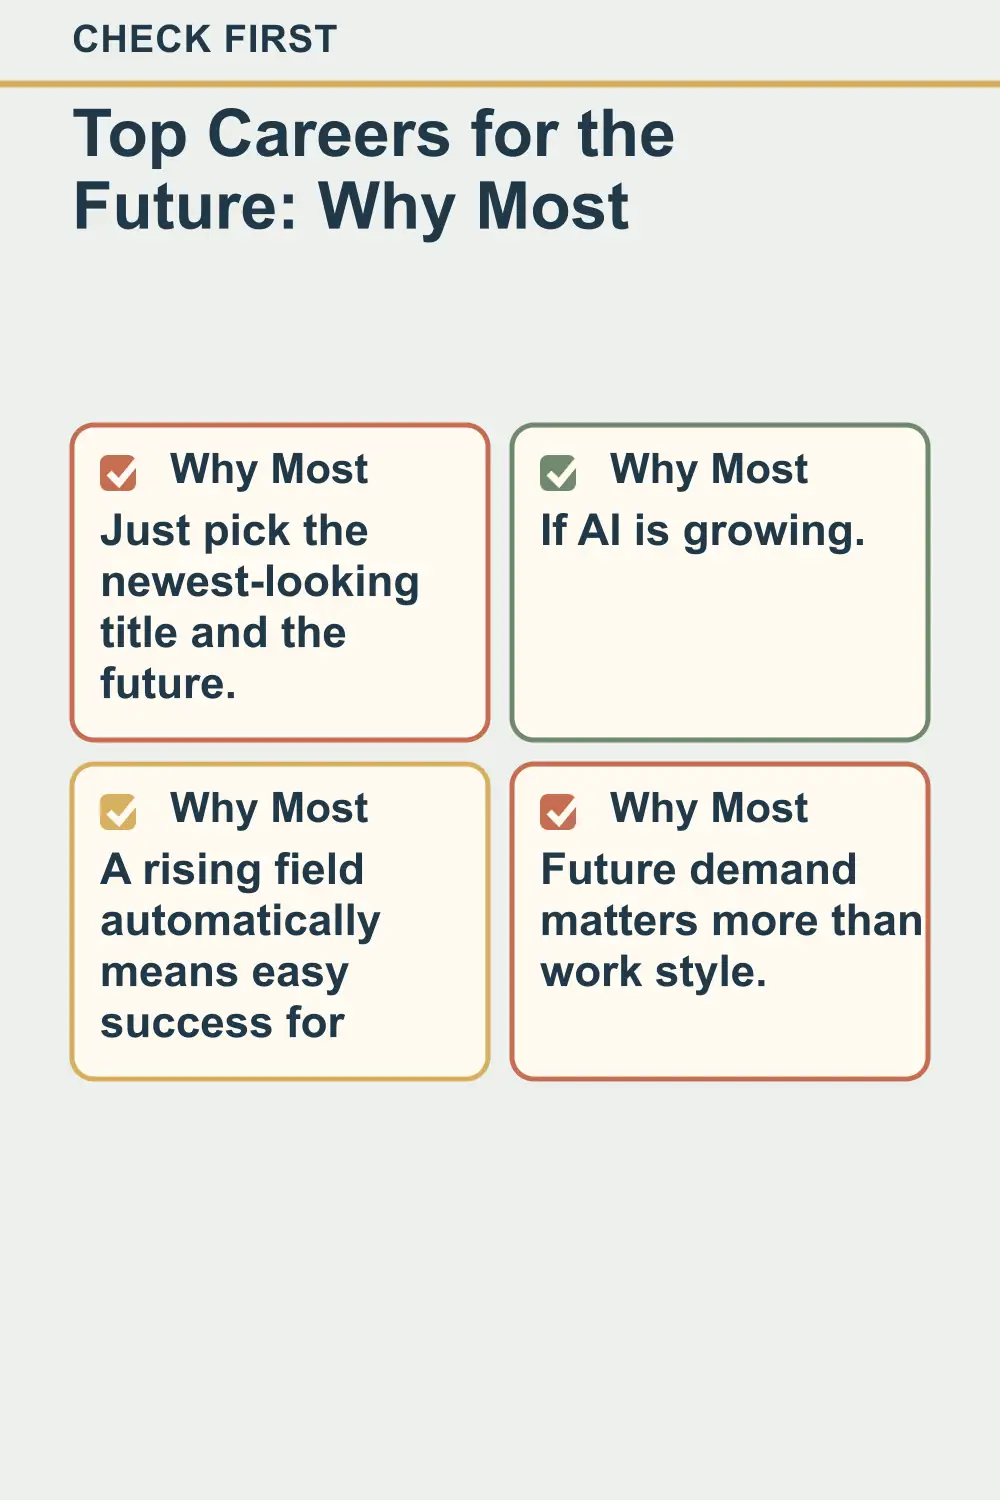 CHECK FIRST
Top Careers for the
Future: Why Most
Why Most
Just pick the
newest-looking
title and the
future.
Why Most
If AI is growing.
Why Most
A rising field
automatically
means easy
success for
Why Most
Future demand
matters more than
work style.